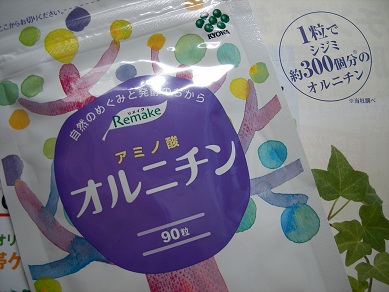 KYOWA
自然のめぐみと発酵のちから
リメイク
Remake
アミノ酸
オルニチン
90粒
1粒で
シジミ
約300個分の
オルニチン
※当社調べ